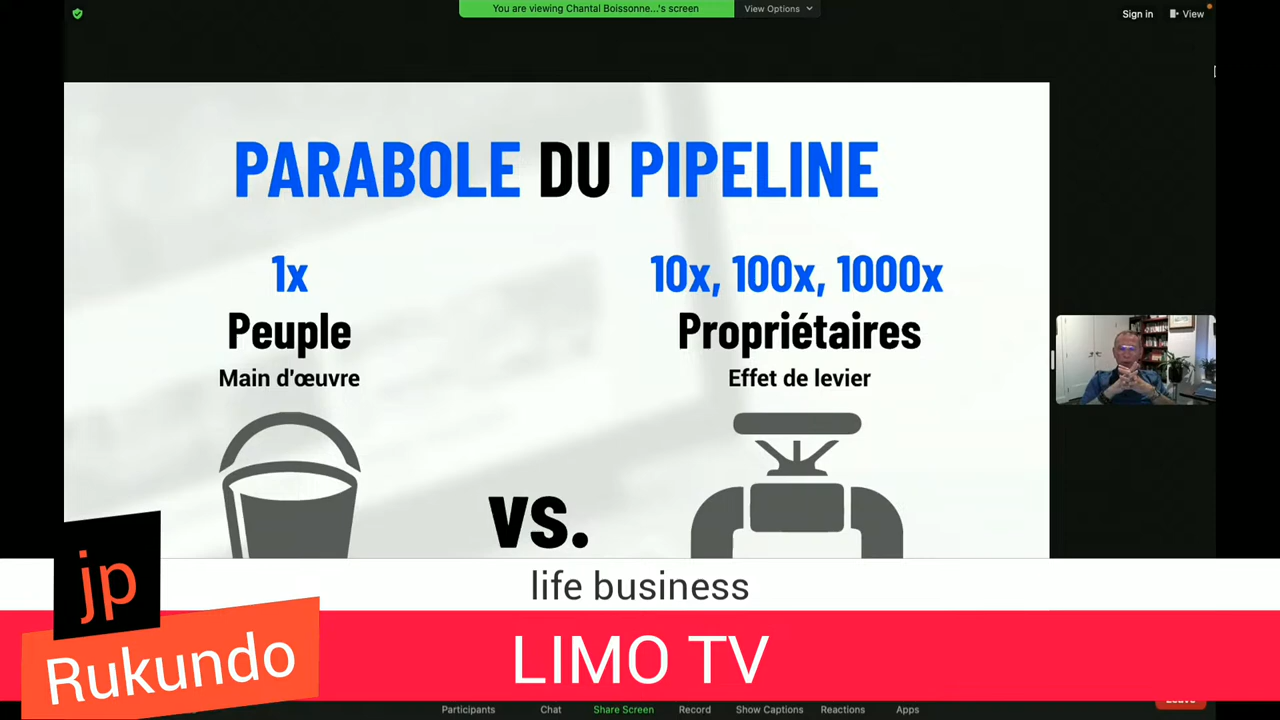 You are viewing Chantal Boissonne...'s screen
View Options
Sign in
View
PARABOLE DU PIPELINE
1x
10x, 100x, 1000x
Peuple
Propriétaires
Main d'œuvre
Effet de levier
vs.
life business
jp
Rukundo
LIMO TV
Participants
Chat
Share Screen
Record
Show Captions
Reactions
Apps
Leave